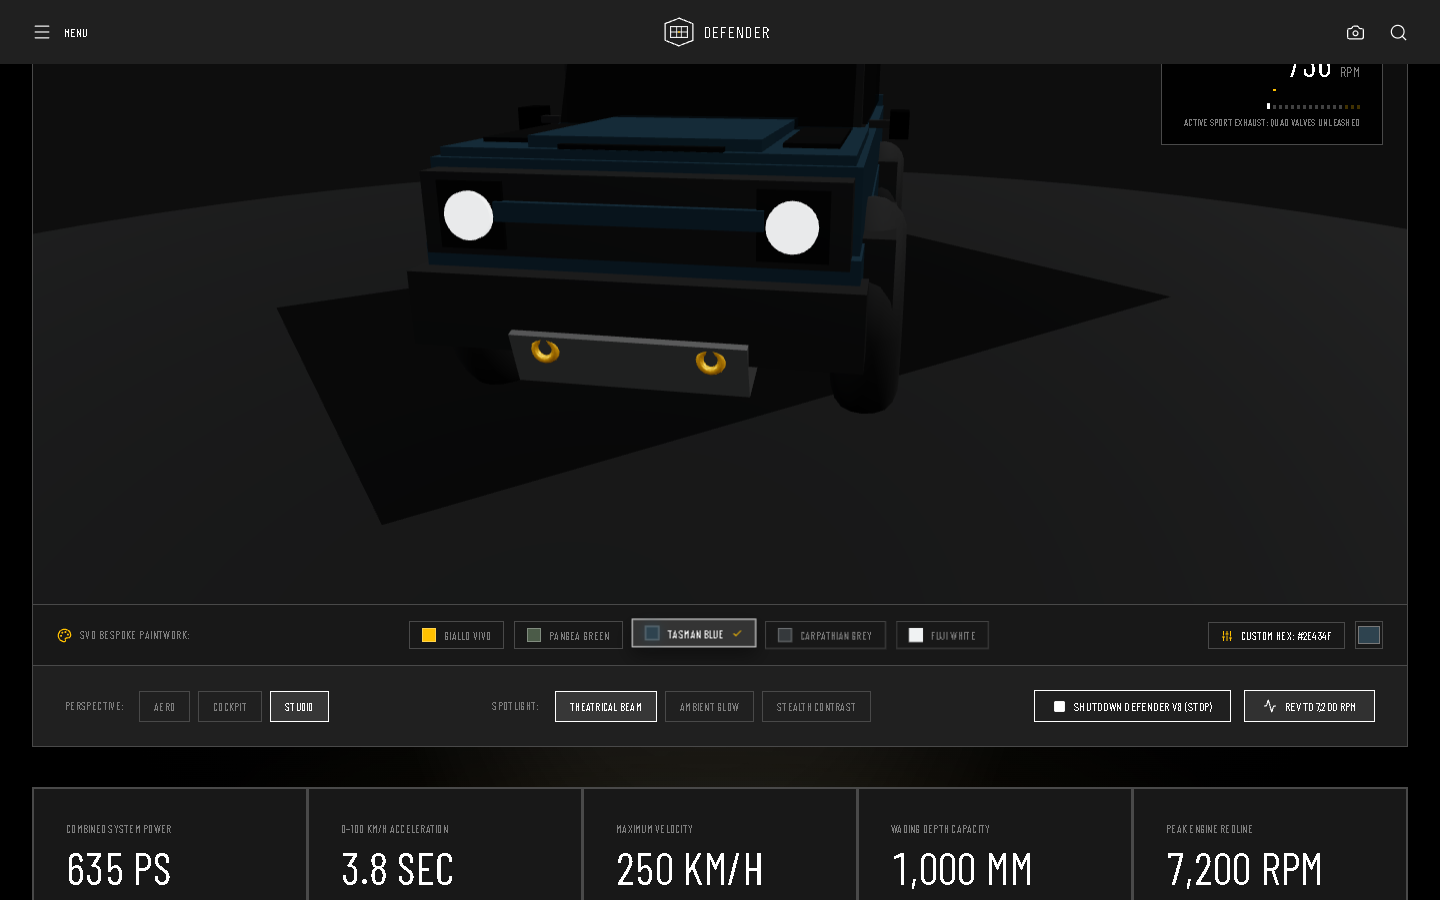 MENU
DEFENDER
RPM
ACTIVE SPORT EXHAUST: QUAD VALVES UNLEASHED
SVO BESPOKE PAINTWORK:
GIALLO VIVO
PANGEA GREEN
TASMAN BLUE
CARPATHIAN GREY
FUJI WHITE
CUSTOM HEX: #2E434F
PERSPECTIVE:
AERO
COCKPIT
STUDIO
SPOTLIGHT:
THEATRICAL BEAM
AMBIENT GLOW
STEALTH CONTRAST
SHUTDOWN DEFENDER V8 (STOP)
REV TO 7,200 RPM
COMBINED SYSTEM POWER
635 PS
0-100 KM/H ACCELERATION
3.8 SEC
MAXIMUM VELOCITY
250 KM/H
WADING DEPTH CAPACITY
1,000 MM
PEAK ENGINE REDLINE
7,200 RPM